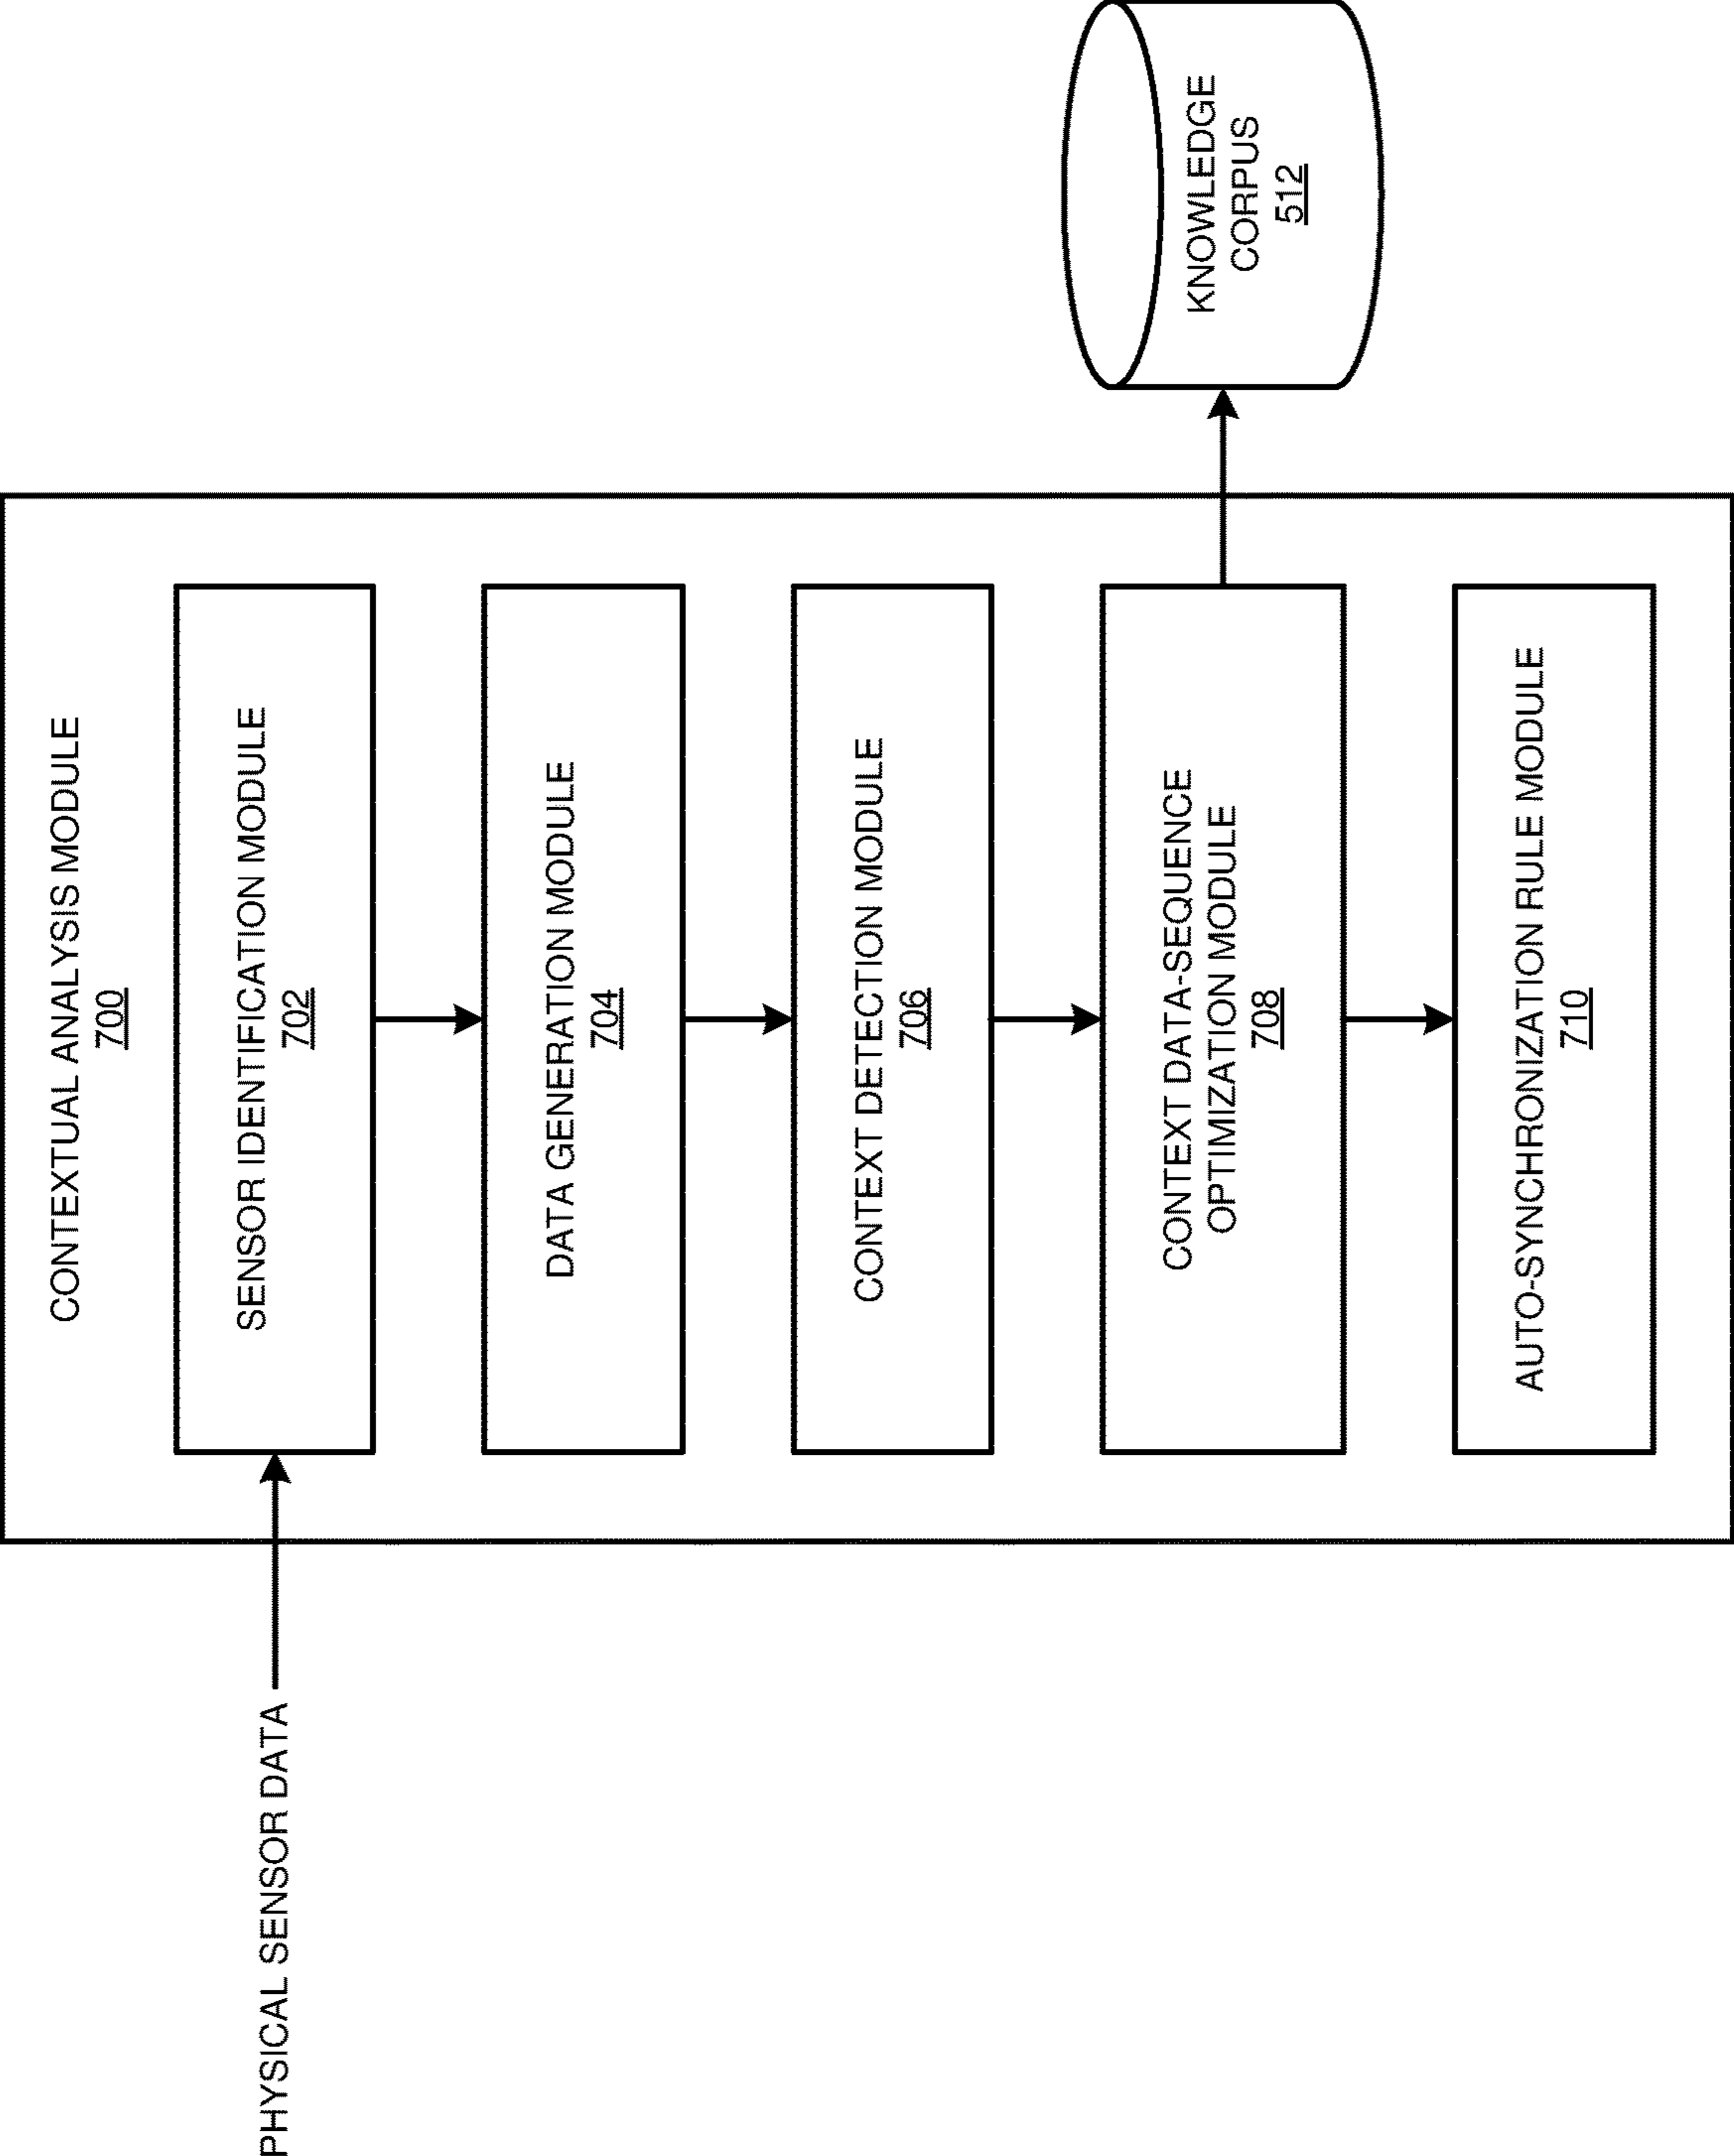 PHYSICAL SENSOR DATA
CONTEXTUAL ANALYSIS MODULE
700
SENSOR IDENTIFICATION MODULE
702
DATA GENERATION MODULE
704
CONTEXT DETECTION MODULE
706
CONTEXT DATA-SEQUENCE
OPTIMIZATION MODULE
708
AUTO-SYNCHRONIZATION RULE MODULE
710
KNOWLEDGE
CORPUS
512